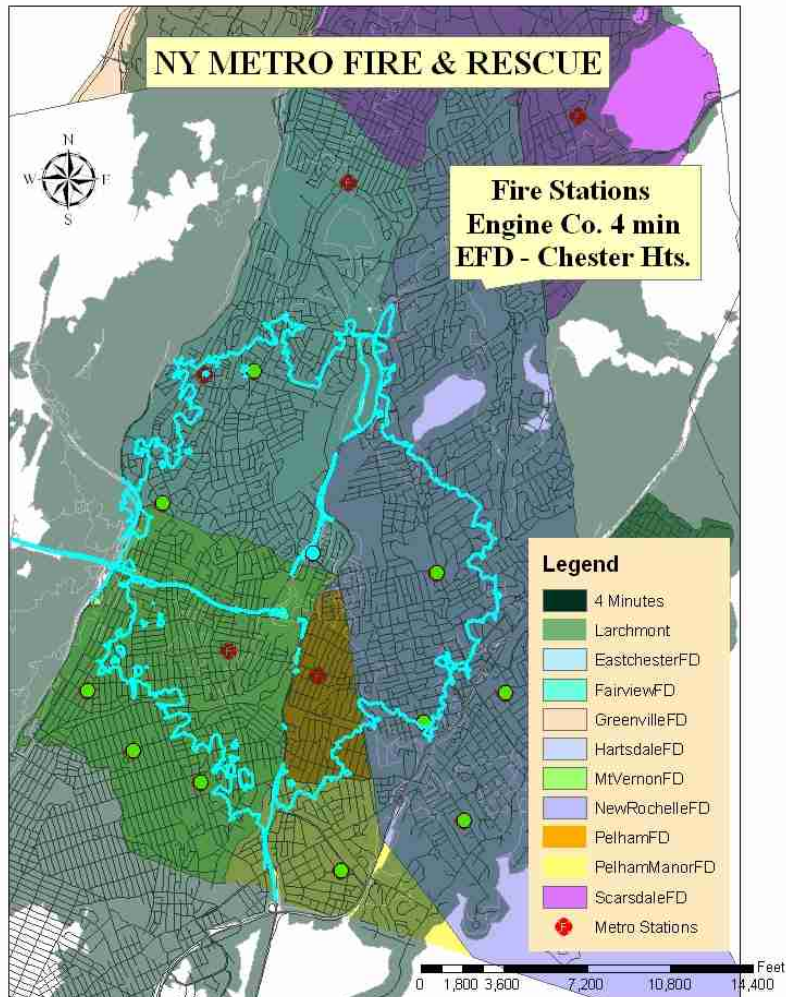 NY METRO FIRE & RESCUE
N
W E
S
F
F
Fire Stations
Engine Co. 4 min
EFD - Chester Hts.
F
F
F
Legend
4 Minutes
Larchmont
EastchesterFD
FairviewFD
GreenvilleFD
HartsdaleFD
MtVernonFD
NewRochelleFD
PelhamFD
PelhamManorFD
ScarsdaleFD
F Metro Stations
Feet
0 1,800 3,600 7,200 10,800 14,400